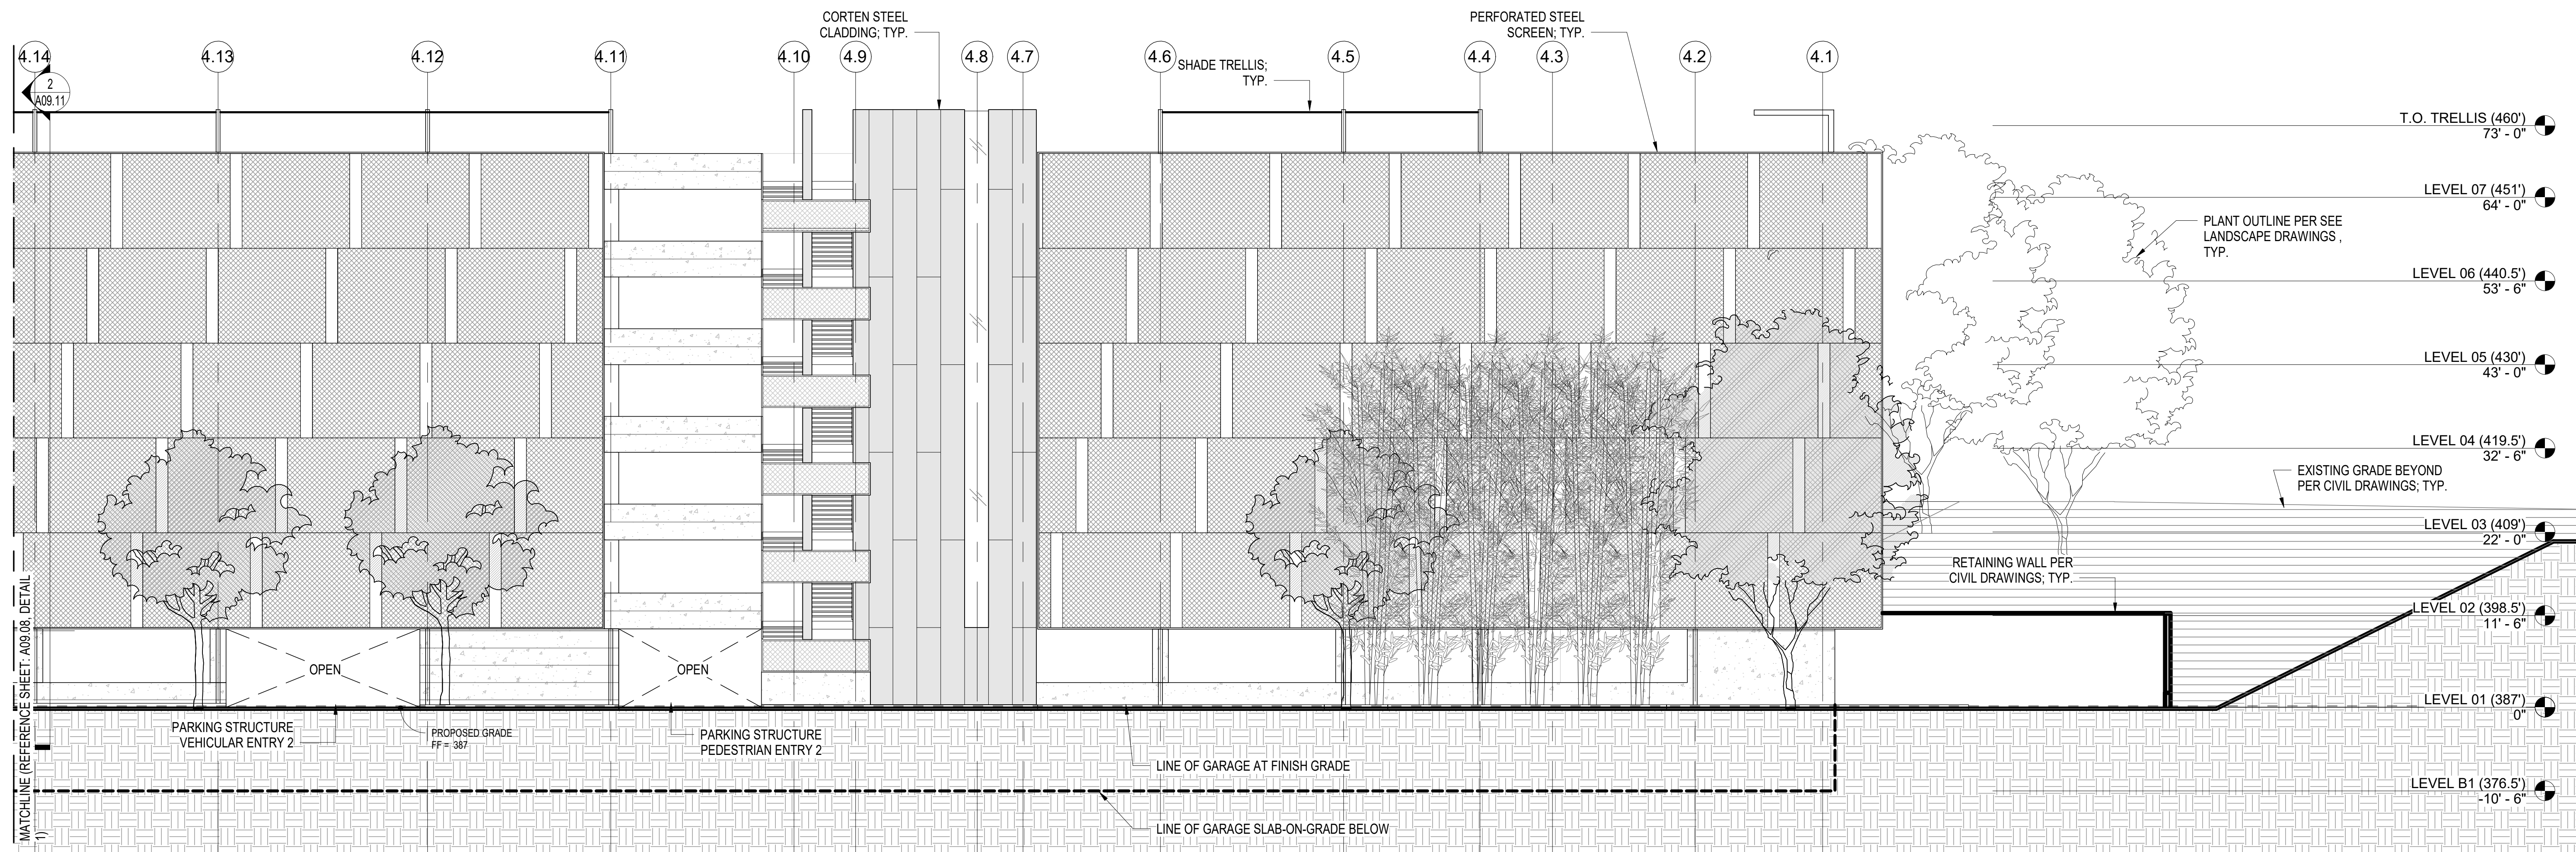 CORTEN STEEL
CLADDING; TYP.
PERFORATED STEEL
SCREEN; TYP.
4.14
4.13
4.12
4.11
4.10
4.9
4.8
4.7
4.6
4.5
4.4
4.3
4.2
4.1
SHADE TRELLIS;
TYP.
2
A09.11
T.O. TRELLIS (460')
73' - 0"
LEVEL 07 (451')
64' - 0"
PLANT OUTLINE PER SEE
LANDSCAPE DRAWINGS ,
TYP.
LEVEL 06 (440.5')
53' - 6"
LEVEL 05 (430')
43' - 0"
LEVEL 04 (419.5')
32' - 6"
EXISTING GRADE BEYOND
PER CIVIL DRAWINGS; TYP.
LEVEL 03 (409')
22' - 0"
RETAINING WALL PER
CIVIL DRAWINGS; TYP.
LEVEL 02 (398.5')
11' - 6"
OPEN
OPEN
LEVEL 01 (387')
0"
PARKING STRUCTURE
VEHICULAR ENTRY 2
PROPOSED GRADE
FF = 387
PARKING STRUCTURE
PEDESTRIAN ENTRY 2
LINE OF GARAGE AT FINISH GRADE
LEVEL B1 (376.5')
-10' - 6"
LINE OF GARAGE SLAB-ON-GRADE BELOW
MATCHLINE (REFERENCE SHEET: A09.08, DETAIL
1)